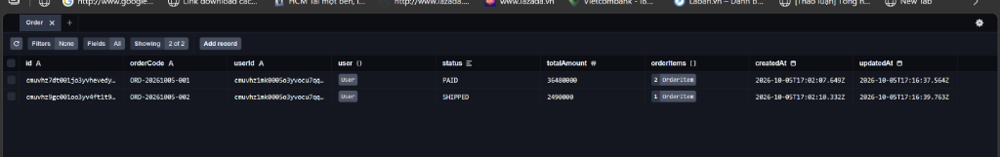 http://www.google...
Link download các...
HCM Tai một bến, l...
http://www.lazada....
www.lazada.vn
Vietcombank - 16...
Laban.vn – Danh b...
[Thảo luận] Tổng h...
New Tab
Order × +
Filters None Fields All Showing 2 of 2 Add record
id A orderCode A userId A user {} status totalAmount # orderItems [] createdAt updatedAt
cmuvhz7dt001jo3yvhevedy… ORD-20261005-001 cmuvhz1mk0005o3yvocu7qq… User PAID 36480000 2 OrderItem 2026-10-05T17:02:07.649Z 2026-10-05T17:16:37.564Z
cmuvhz9gc001oo3yv4ft1t9… ORD-20261005-002 cmuvhz1mk0005o3yvocu7qq… User SHIPPED 2490000 1 OrderItem 2026-10-05T17:02:10.332Z 2026-10-05T17:16:39.763Z